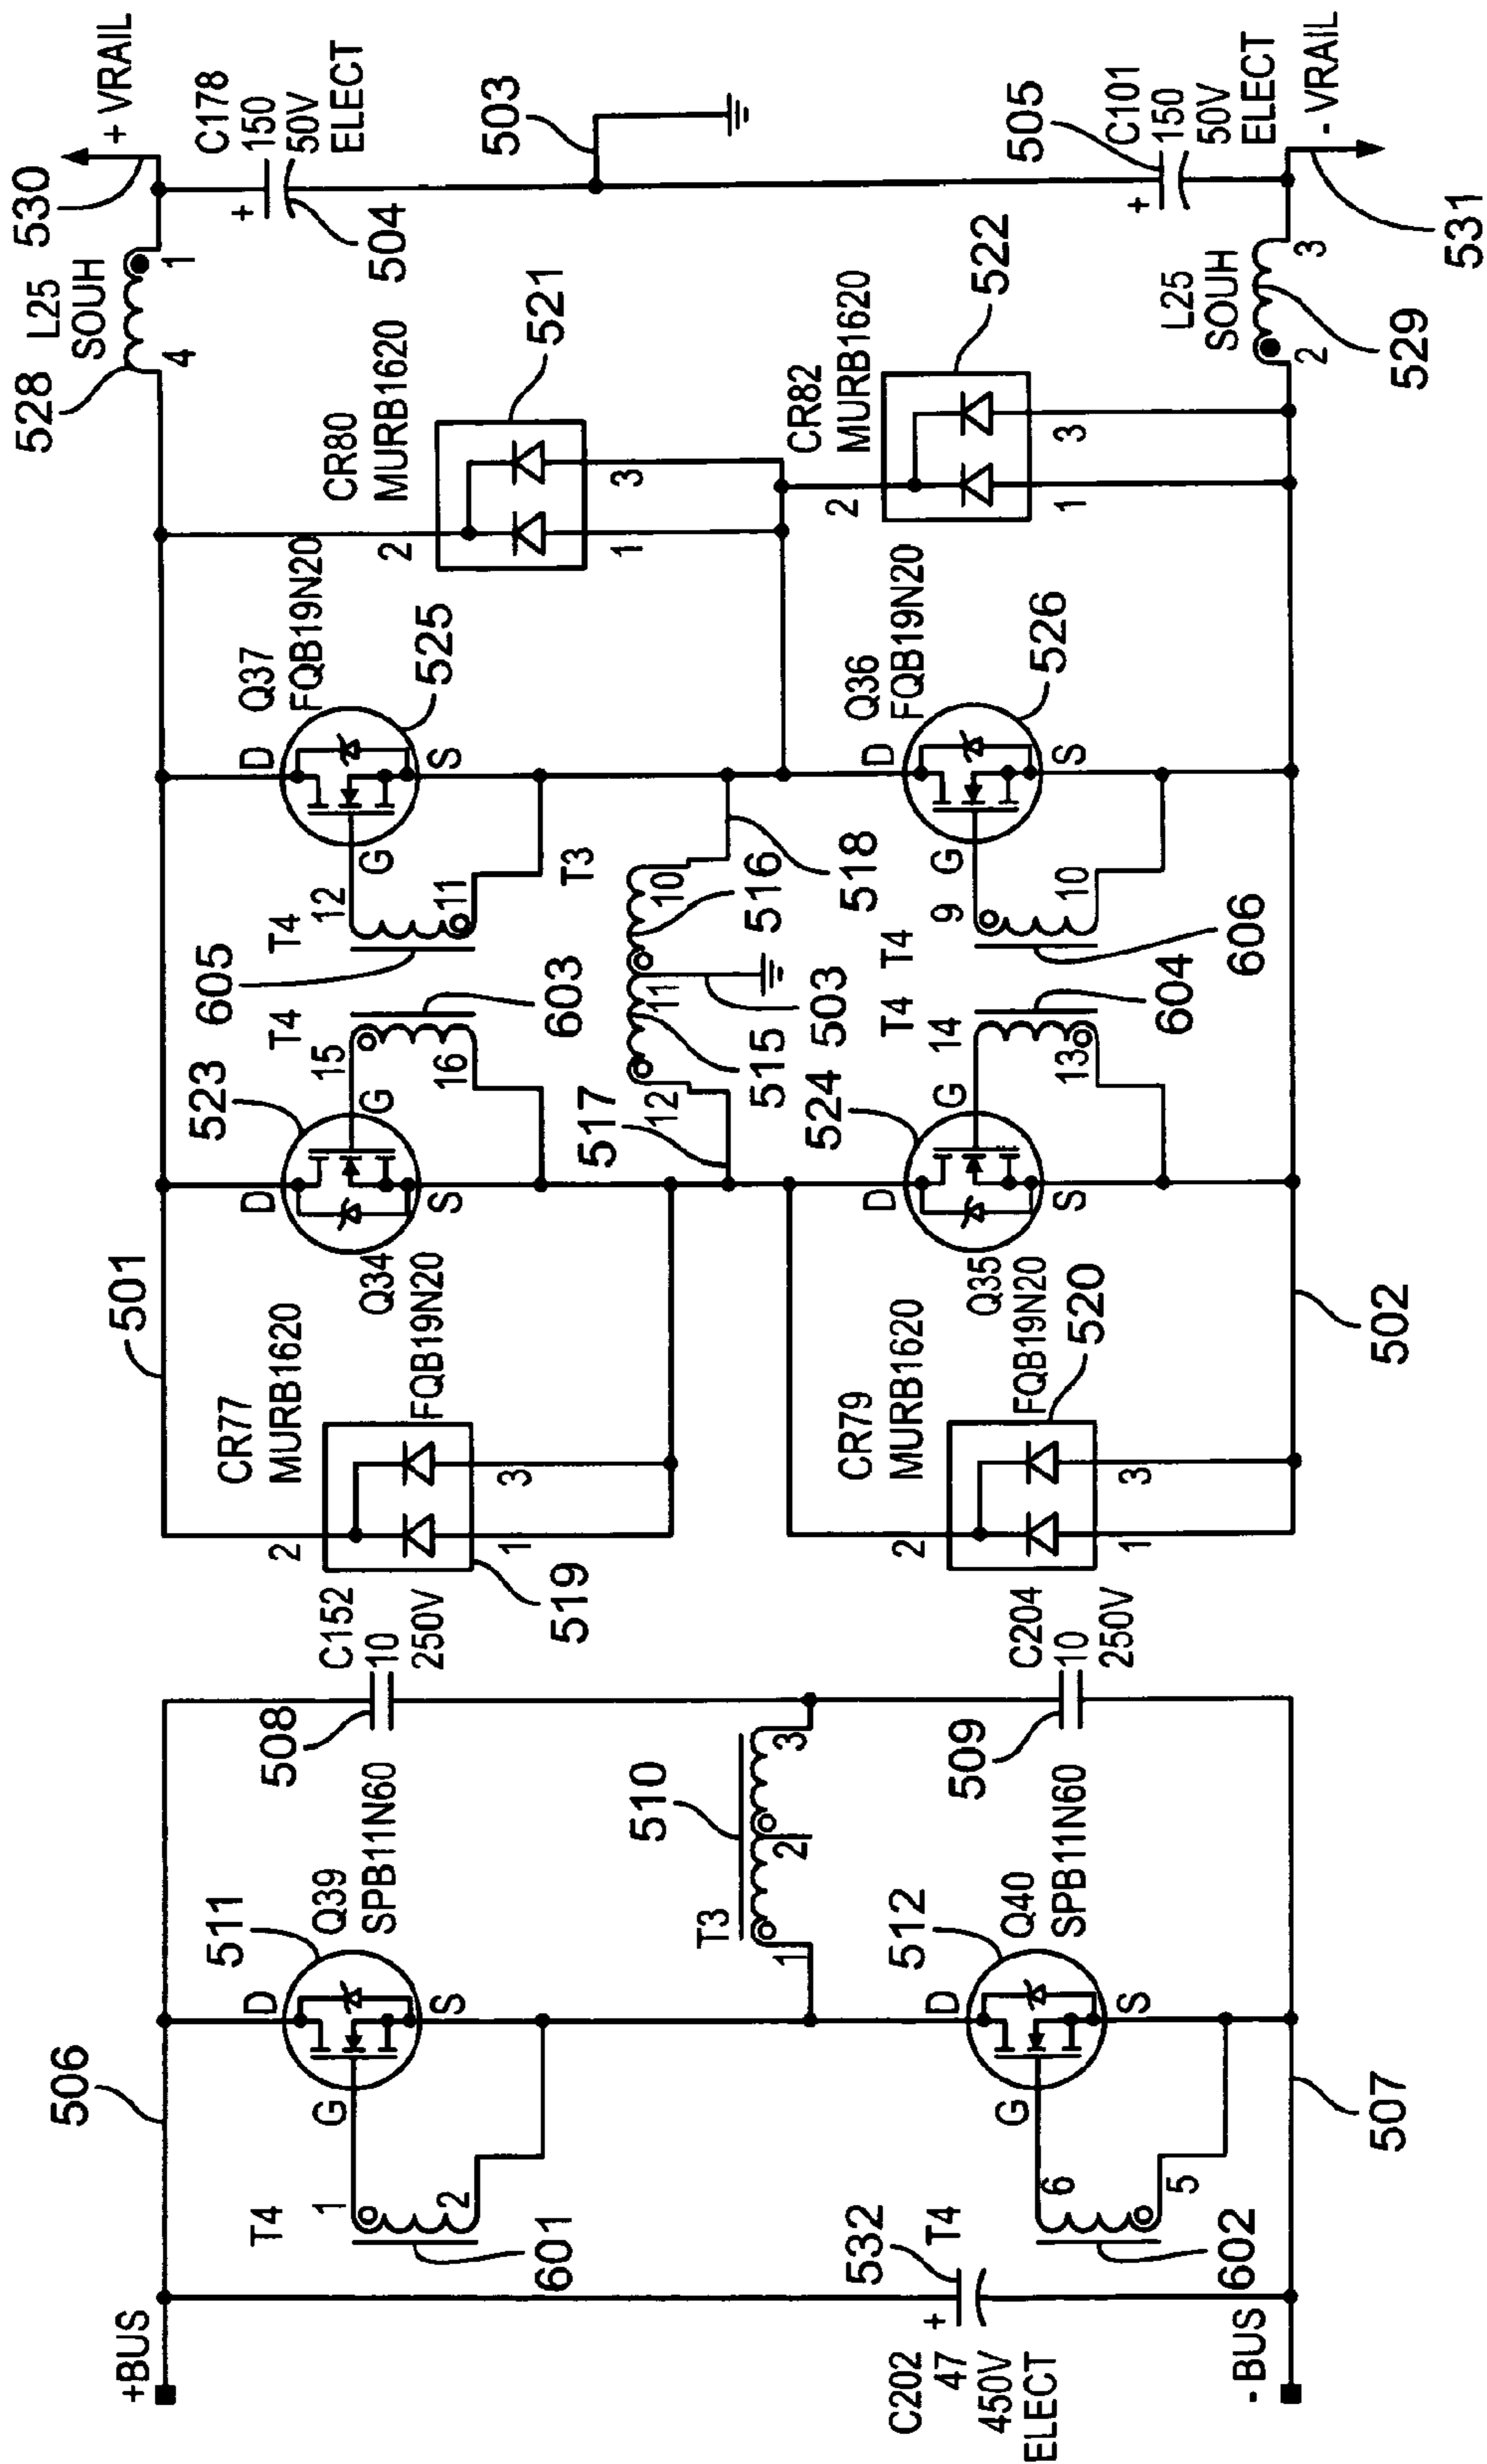 +BUS
506
511
Q39
SPB11N60
D
S
G
T4
1
2
601
C202
47
450V
ELECT
+
532
T4
6
5
602
G
D
S
512
Q40
SPB11N60
507
- BUS
T3
1
2
3
510
508
C152
10
250V
509
C204
10
250V
501
CR77
MURB1620
2
1
3
519
Q34
FQB19N20
523
D
S
G
T4
15
16
603
605
T4
12
11
G
D
S
Q37
FQB19N20
525
CR80
MURB1620
2
1
3
521
528
L25
SOUH
4
1
530
+ VRAIL
C178
150
50V
ELECT
+
504
503
517
12
515
11
503
T3
10
516
518
CR79
MURB1620
2
1
3
520
Q35
FQB19N20
524
D
S
G
T4
14
13
604
T4
9
10
606
G
D
S
Q36
FQB19N20
526
CR82
MURB1620
2
1
3
522
505
C101
150
50V
ELECT
+
L25
SOUH
2
3
529
531
- VRAIL
502